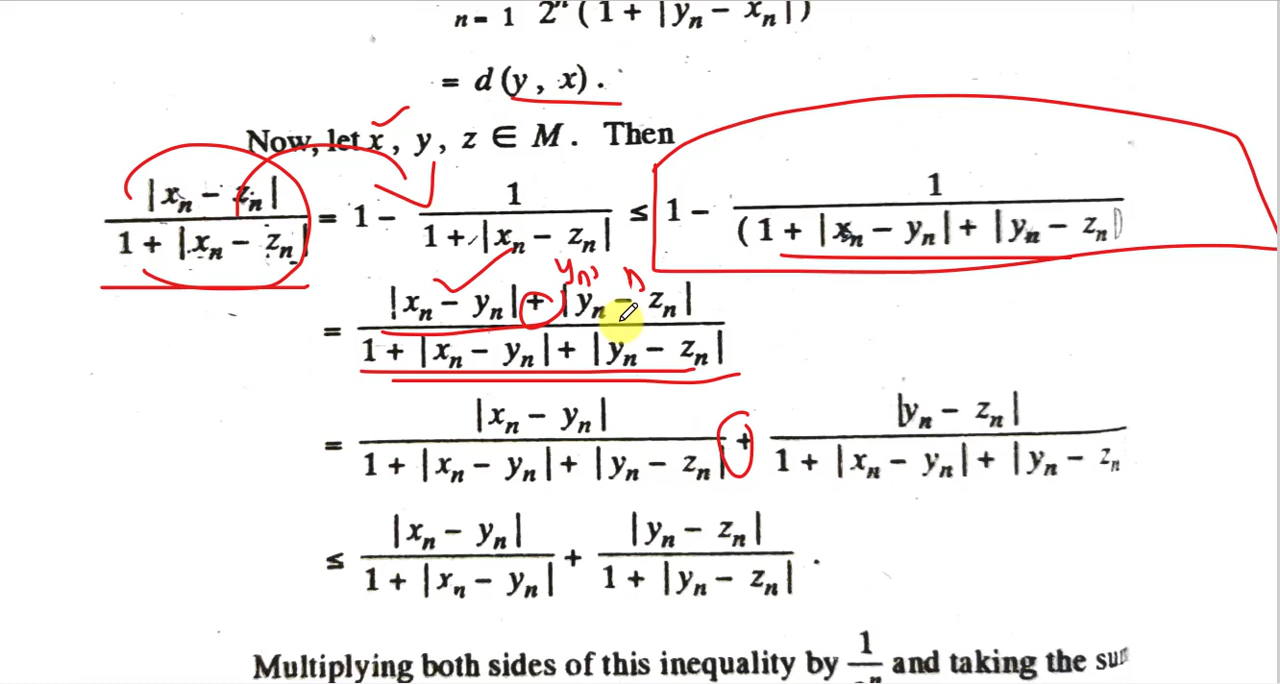 n = 1 2ⁿ ( 1 + |yₙ − xₙ| )
= d (y , x) .
Now, let x , y , z ∈ M . Then
|xₙ − zₙ| / 1 + |xₙ − zₙ| = 1 − 1 / 1 + |xₙ − zₙ| ≤ 1 − 1 / (1 + |xₙ − yₙ| + |yₙ − zₙ|)
yₙ, n
= |xₙ − yₙ| + |yₙ − zₙ| / 1 + |xₙ − yₙ| + |yₙ − zₙ|
= |xₙ − yₙ| / 1 + |xₙ − yₙ| + |yₙ − zₙ| + |yₙ − zₙ| / 1 + |xₙ − yₙ| + |yₙ − zₙ
≤ |xₙ − yₙ| / 1 + |xₙ − yₙ| + |yₙ − zₙ| / 1 + |yₙ − zₙ| .
Multiplying both sides of this inequality by 1 / 2ⁿ and taking the sum